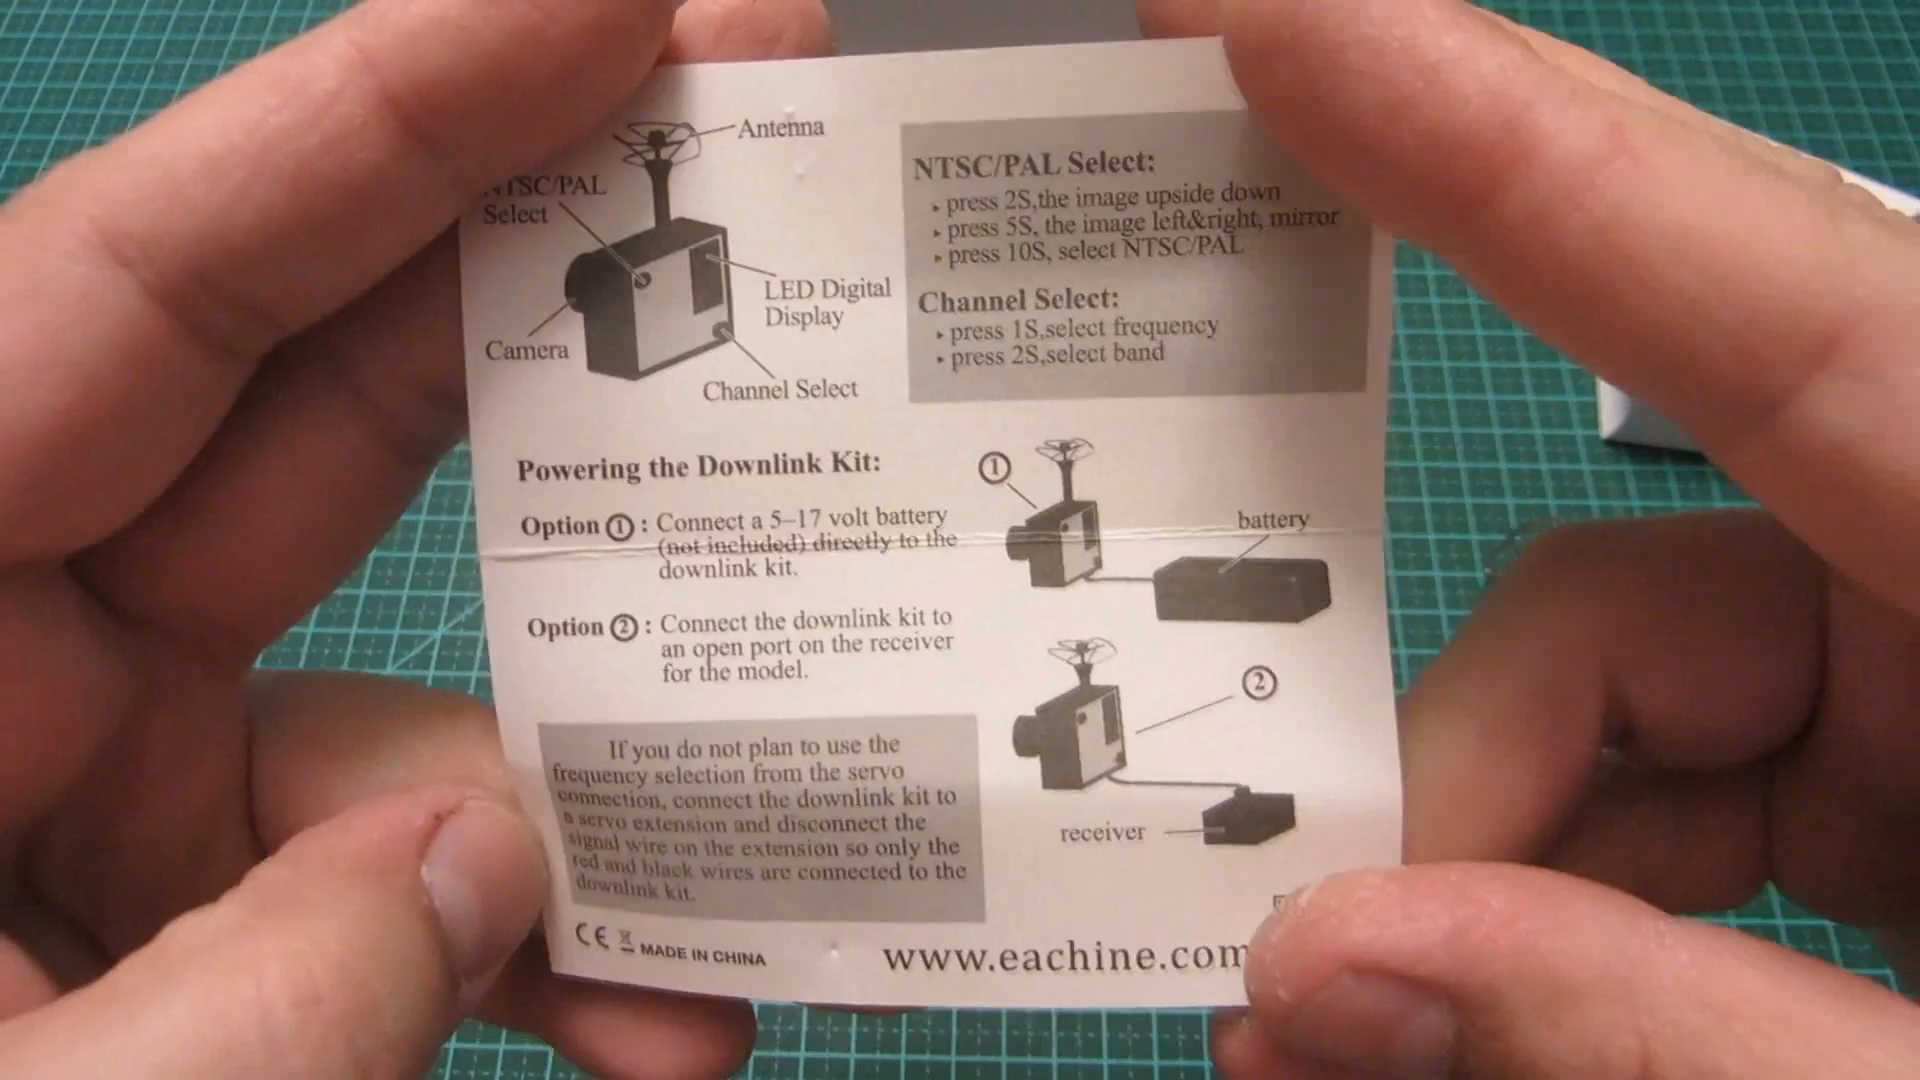 Antenna
NTSC/PAL
Select
LED Digital
Display
Camera
Channel Select
NTSC/PAL Select:
▸ press 2S,the image upside down
▸ press 5S, the image left&right, mirror
▸ press 10S, select NTSC/PAL
Channel Select:
▸ press 1S,select frequency
▸ press 2S,select band
Powering the Downlink Kit:
Option ①: Connect a 5–17 volt battery
(not included) directly to the
downlink kit.
①
battery
Option ②: Connect the downlink kit to
an open port on the receiver
for the model.
②
receiver
If you do not plan to use the
frequency selection from the servo
connection, connect the downlink kit to
a servo extension and disconnect the
signal wire on the extension so only the
red and black wires are connected to the
downlink kit.
CE MADE IN CHINA
www.eachine.com